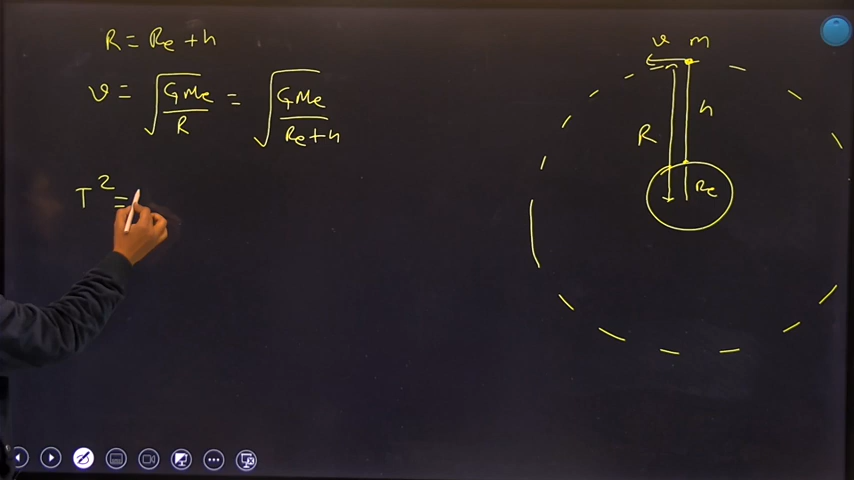 R = Re + h
v = √(GMe/R) = √(GMe/(Re+h))
T² =
v m
h
R
Re